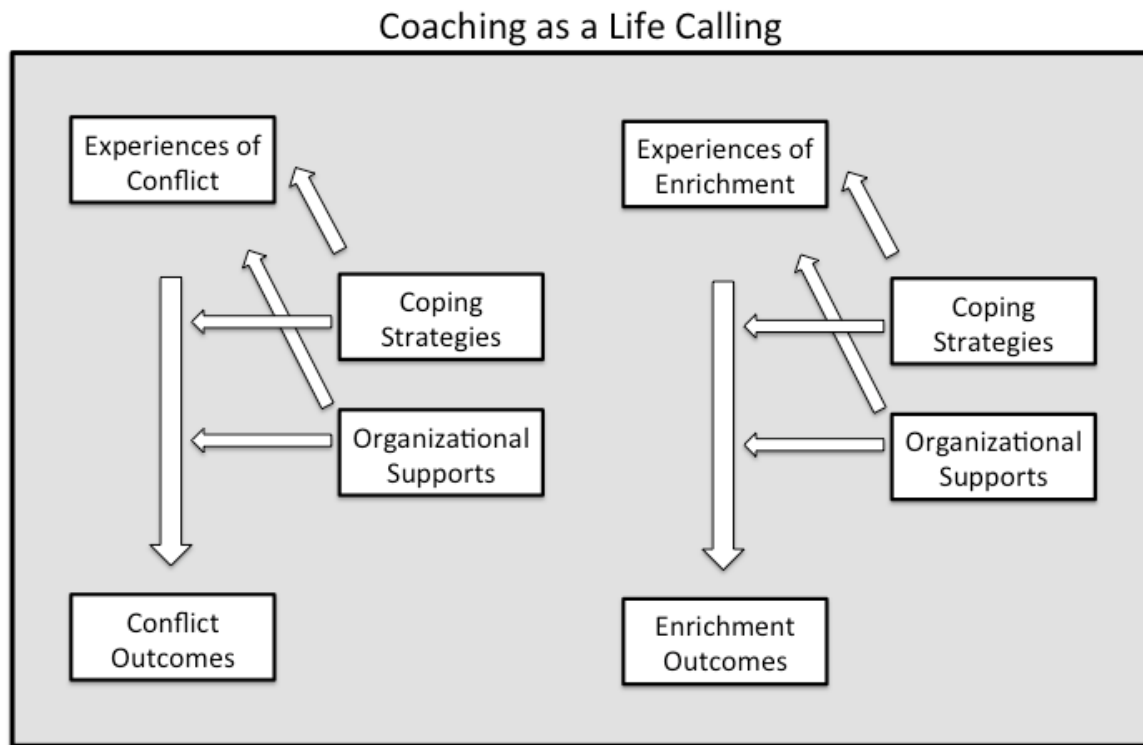 Coaching as a Life Calling
Experiences of
Conflict
Coping
Strategies
Organizational
Supports
Conflict
Outcomes
Experiences of
Enrichment
Coping
Strategies
Organizational
Supports
Enrichment
Outcomes